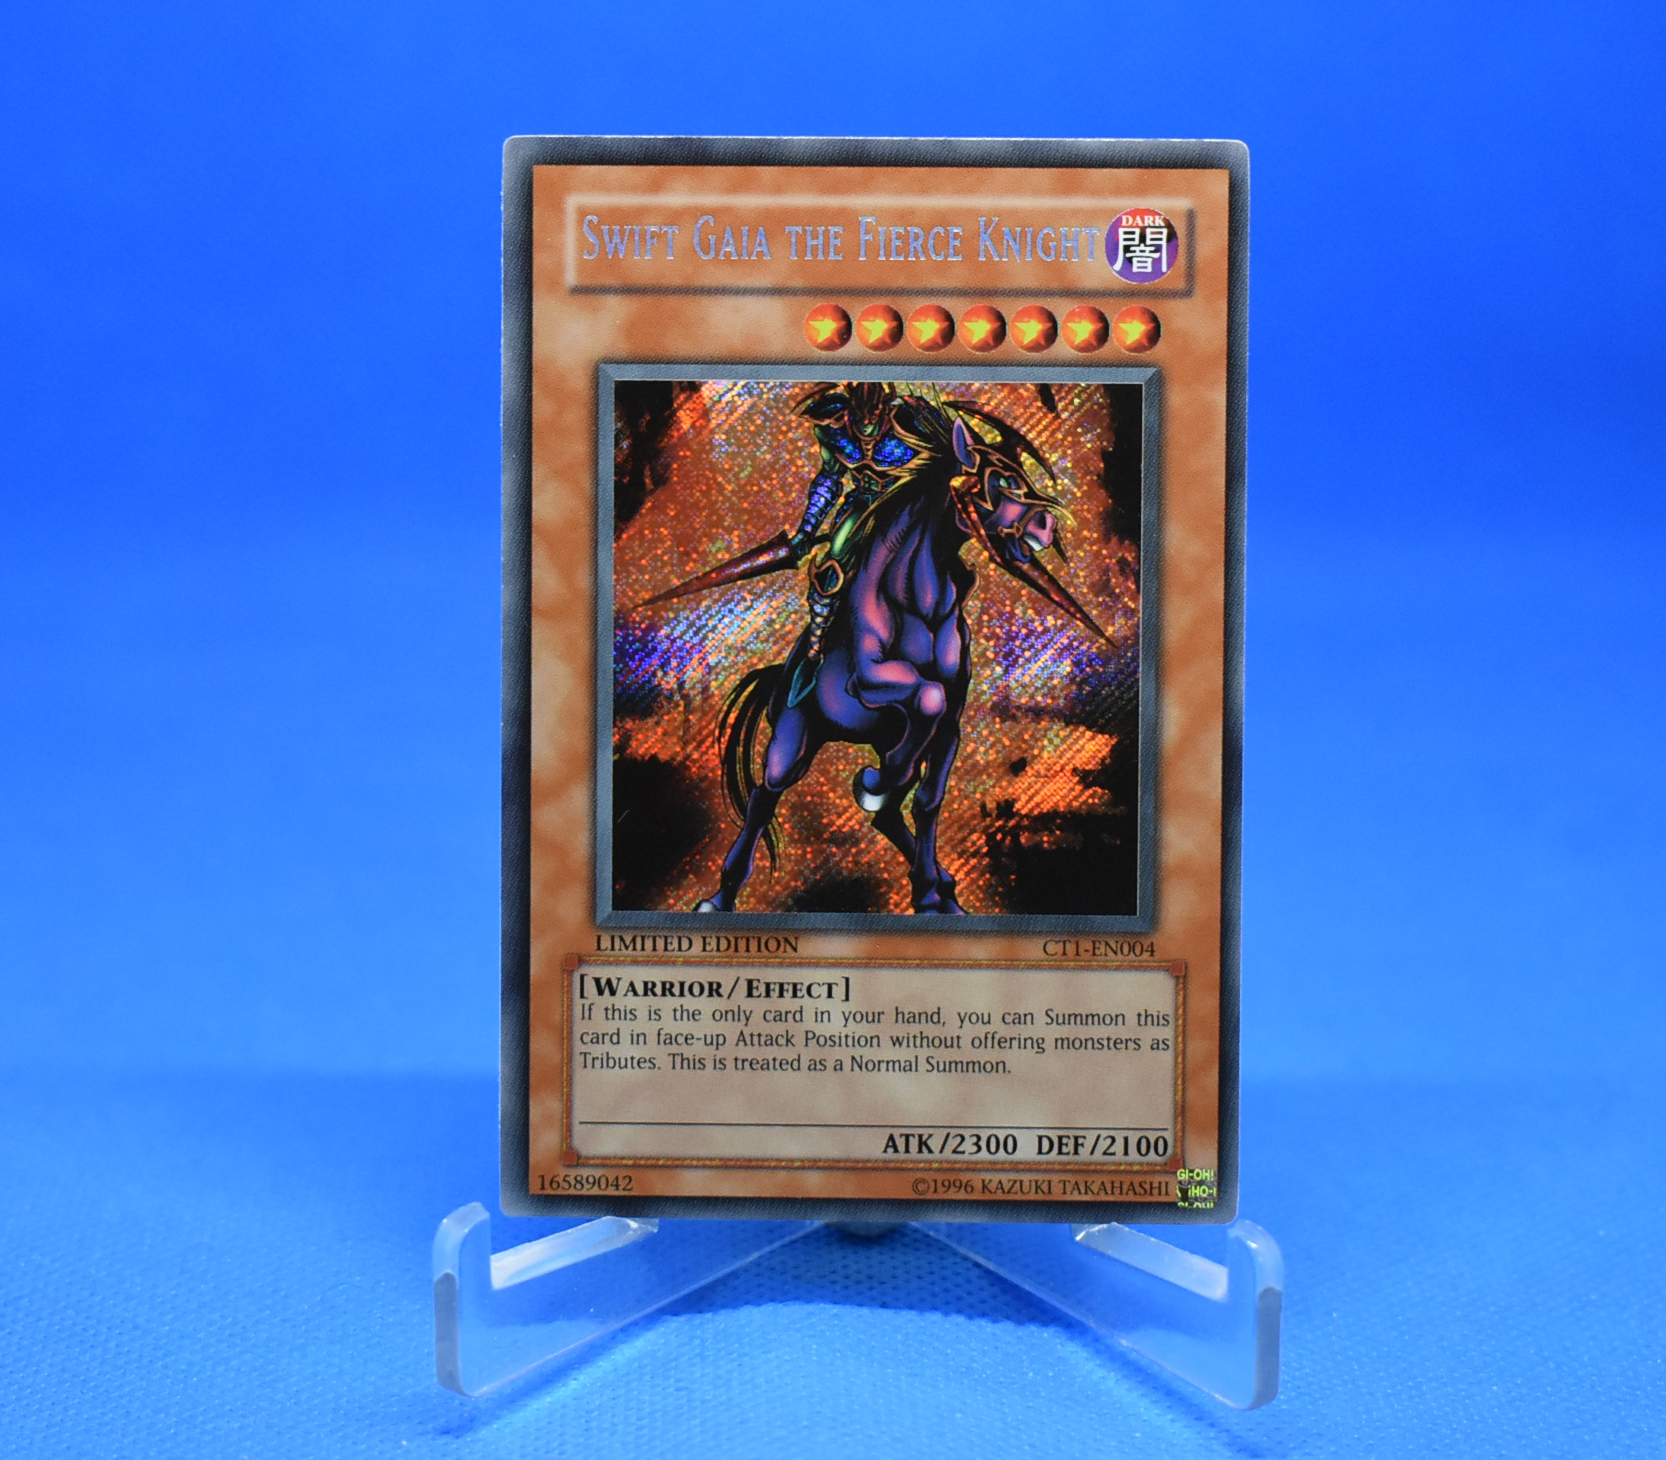 Swift Gaia the Fierce Knight
DARK
闇
LIMITED EDITION
CT1-EN004
[Warrior/Effect]
If this is the only card in your hand, you can Summon this
card in face-up Attack Position without offering monsters as
Tributes. This is treated as a Normal Summon.
ATK/2300 DEF/2100
16589042
©1996 KAZUKI TAKAHASHI
GI-OH!